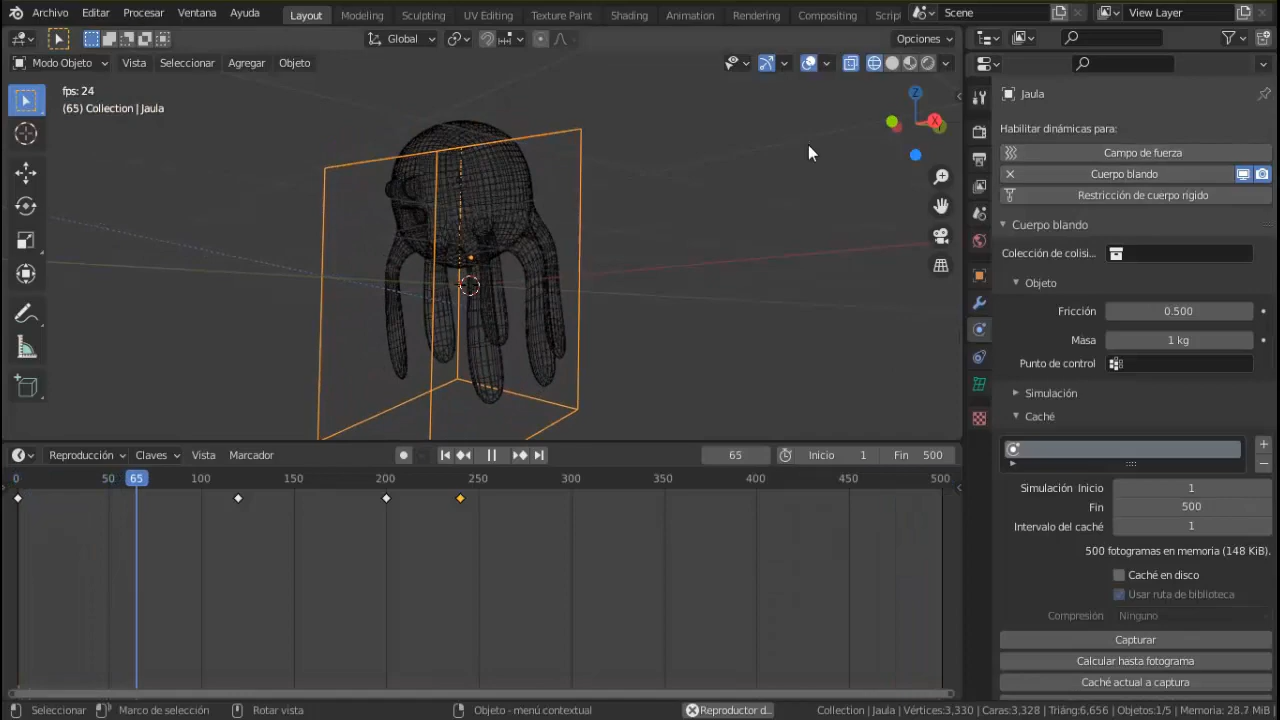 Archivo Procesar Ventana Ayuda Layout Modeling Sculpting UV Editing Texture Paint Shading Animation Rendering Compositing Scene View Layer
Global Opciones
Modo Objeto Vista Seleccionar Agregar Objeto
fps: 24
(65) Collection | Jaula
Z
X
Jaula
Habilitar dinámicas para:
Campo de fuerza
Cuerpo blando
Restricción de cuerpo rígido
Cuerpo blando
Colección de colisi...
Objeto
Fricción 0.500
Masa 1 kg
Punto de control
Simulación
Caché
Simulación Inicio 1
Fin 500
Intervalo del caché 1
500 fotogramas en memoria (148 KiB).
Caché en disco
Usar ruta de biblioteca
Compresión Ninguno
Capturar
Calcular hasta fotograma
Caché actual a captura
Reproducción Claves Vista Marcador 65 Inicio 1 Fin 500
0 50 65 100 150 200 250 300 350 400 450 500
Seleccionar Marco de selección Rotar vista Objeto - menú contextual Reproductor d... Collection | Jaula | Vértices:3,330 | Caras:3,328 | Triáng:6,656 | Objetos:1/5 | Memoria: 28.7 MiB